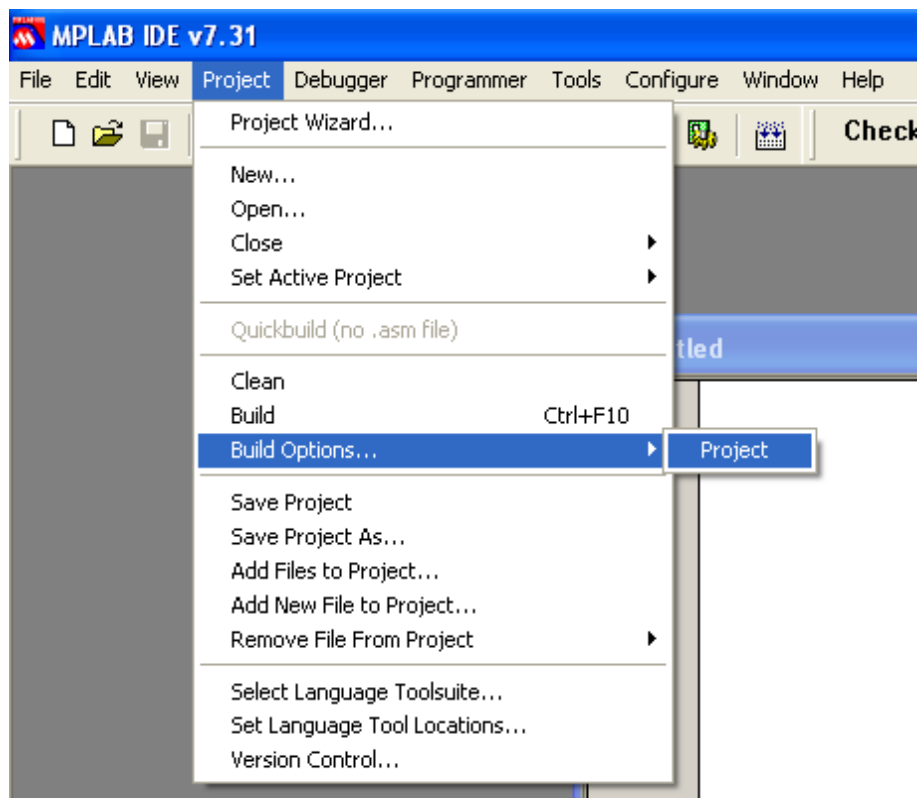 MPLAB IDE v7.31
File Edit View Project Debugger Programmer Tools Configure Window Help
Project Wizard...
Check
New...
Open...
Close
Set Active Project
Quickbuild (no .asm file)
tled
Clean
Build Ctrl+F10
Build Options... Project
Save Project
Save Project As...
Add Files to Project...
Add New File to Project...
Remove File From Project
Select Language Toolsuite...
Set Language Tool Locations...
Version Control...